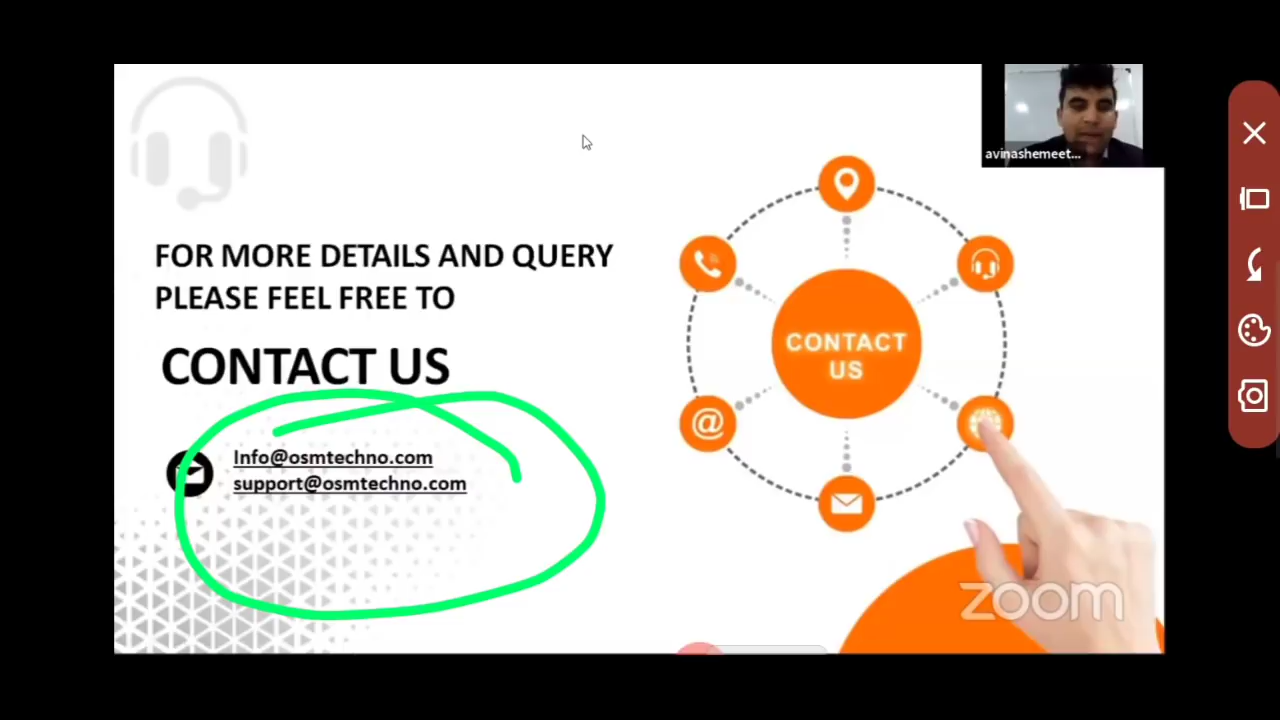 avinashemeet...
FOR MORE DETAILS AND QUERY
PLEASE FEEL FREE TO
CONTACT US
Info@osmtechno.com
support@osmtechno.com
CONTACT
US
@
zoom